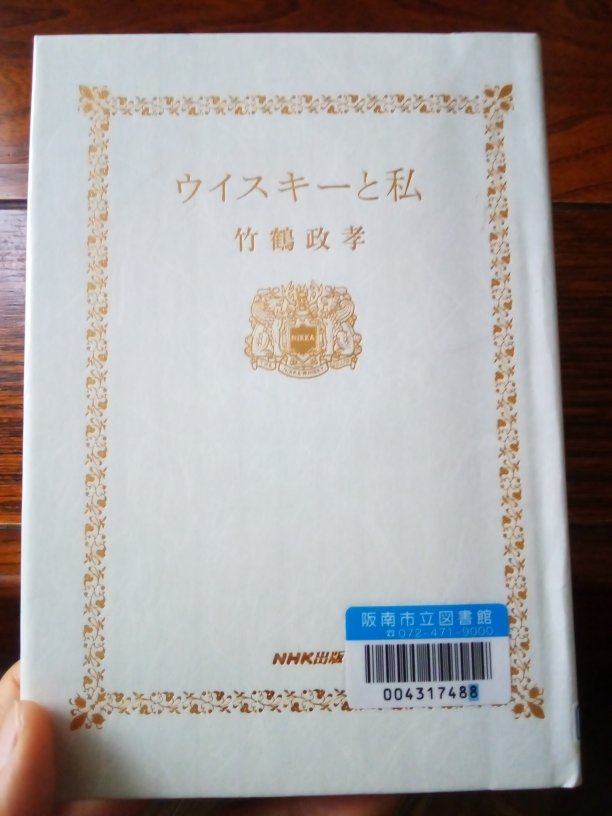 ウイスキーと私
竹鶴政孝
NIKKA
NHK出版
阪南市立図書館
☎072-471-9000
004317488